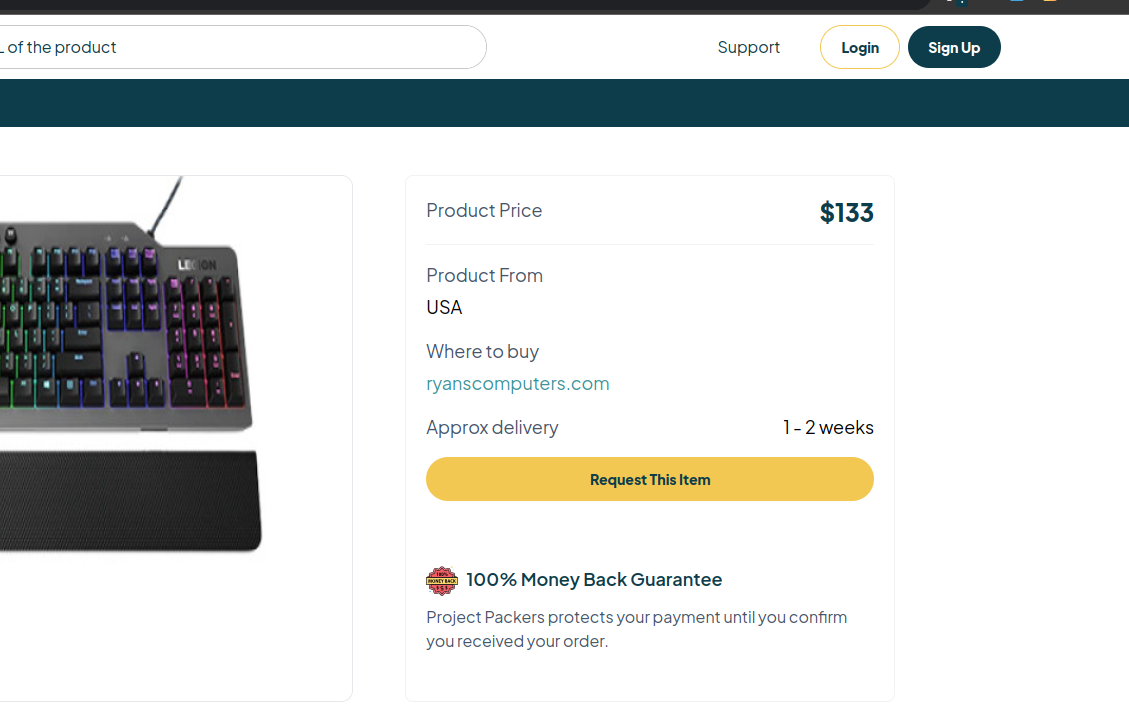 of the product
Support
Login
Sign Up
Product Price
$133
LEGION
Product From
USA
Where to buy
ryanscomputers.com
Approx delivery
1 - 2 weeks
Request This Item
100%
MONEY BACK
100% Money Back Guarantee
Project Packers protects your payment until you confirm
you received your order.